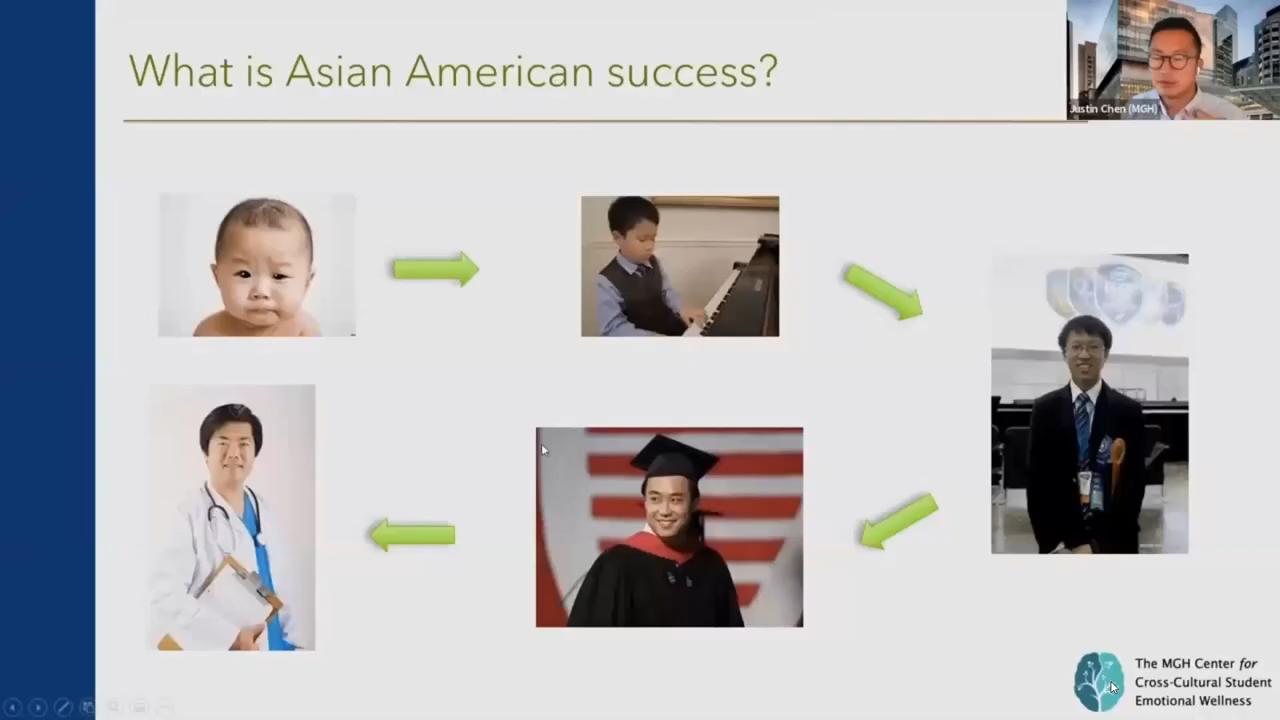 What is Asian American success?
Justin Chen (MGH)
The MGH Center for
Cross-Cultural Student
Emotional Wellness